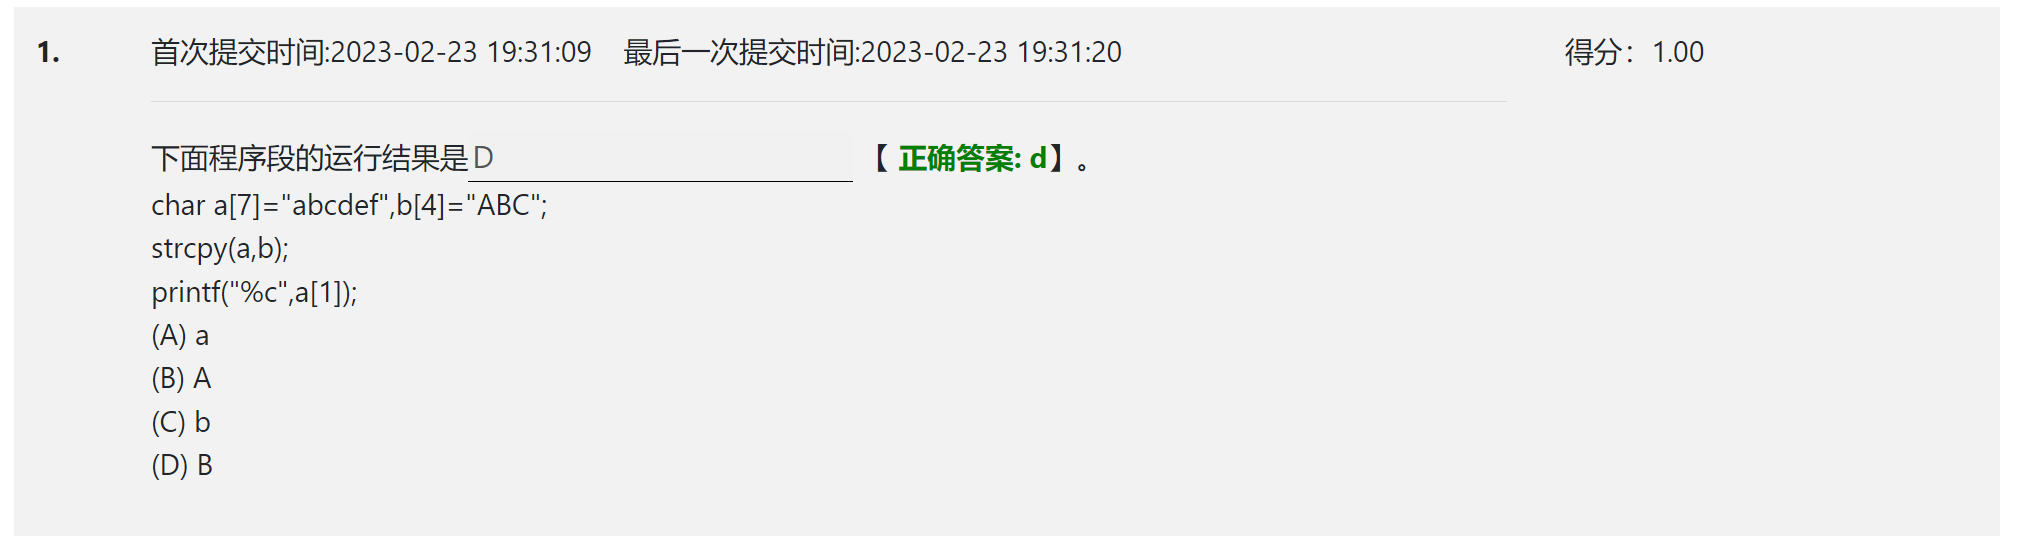 1. 首次提交时间:2023-02-23 19:31:09 最后一次提交时间:2023-02-23 19:31:20 得分：1.00
下面程序段的运行结果是D 【 正确答案: d】。
char a[7]="abcdef",b[4]="ABC";
strcpy(a,b);
printf("%c",a[1]);
(A) a
(B) A
(C) b
(D) B